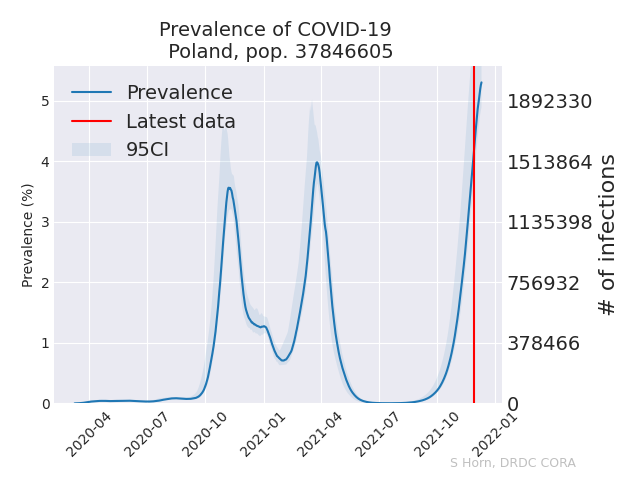 Prevalence of COVID-19
Poland, pop. 37846605
Prevalence
Latest data
95CI
Prevalence (%)
5
4
3
2
1
0
1892330
1513864
1135398
756932
378466
0
# of infections
2020-04
2020-07
2020-10
2021-01
2021-04
2021-07
2021-10
2022-01
S Horn, DRDC CORA